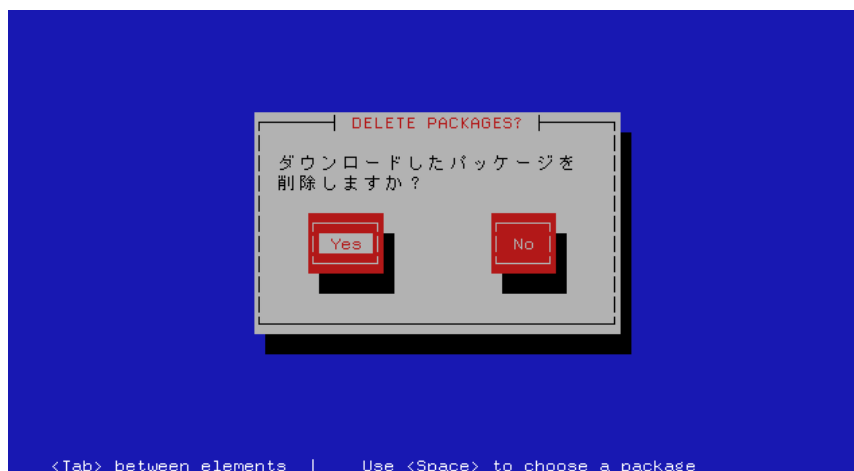 DELETE PACKAGES?
ダウンロードしたパッケージを
削除しますか？
Yes
No
<Tab> between elements | Use <Space> to choose a package